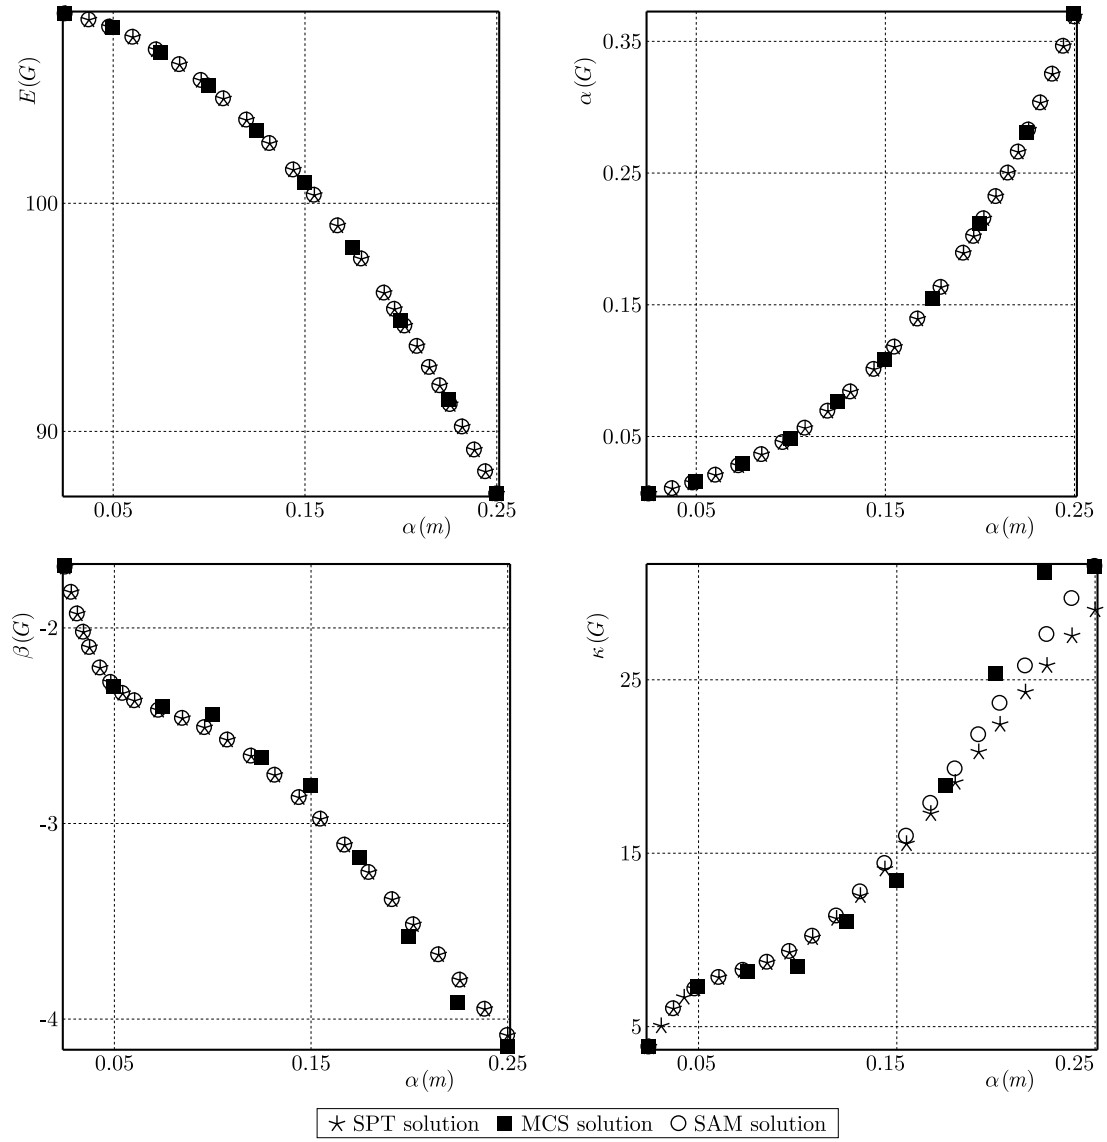 E(G)
100
90
0.05 0.15 0.25
α(m)
α(G)
0.35
0.25
0.15
0.05
0.05 0.15 0.25
α(m)
β(G)
-2
-3
-4
0.05 0.15 0.25
α(m)
κ(G)
25
15
5
0.05 0.15 0.25
α(m)
SPT solution MCS solution SAM solution